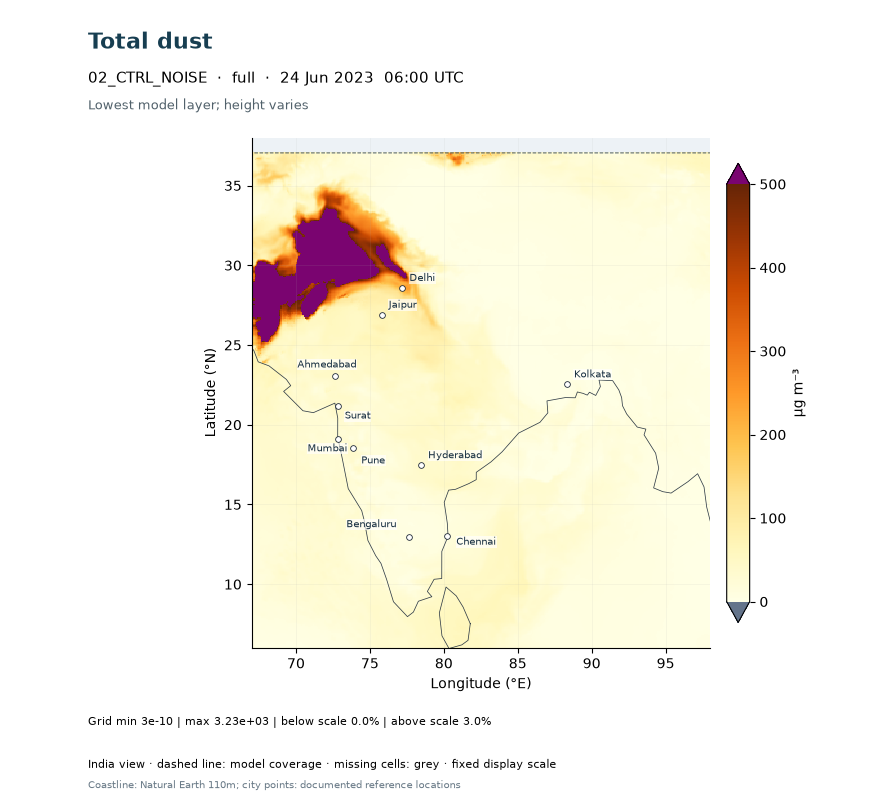 Total dust
02_CTRL_NOISE · full · 24 Jun 2023 06:00 UTC
Lowest model layer; height varies
35
30
25
20
15
10
Latitude (°N)
Delhi
Jaipur
Ahmedabad
Kolkata
Surat
Mumbai
Pune
Hyderabad
Bengaluru
Chennai
70
75
80
85
90
95
Longitude (°E)
500
400
300
200
100
0
µg m⁻³
Grid min 3e-10 | max 3.23e+03 | below scale 0.0% | above scale 3.0%
India view · dashed line: model coverage · missing cells: grey · fixed display scale
Coastline: Natural Earth 110m; city points: documented reference locations